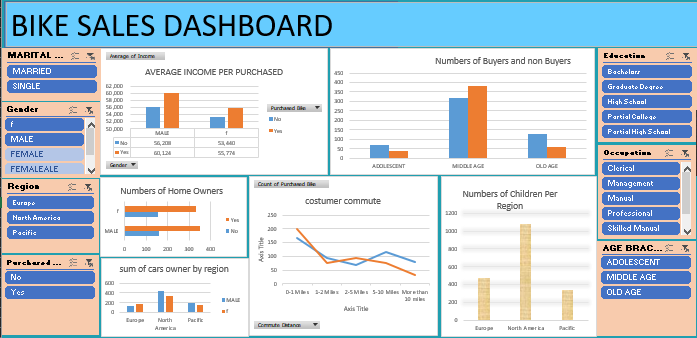 BIKE SALES DASHBOARD
MARITAL ...
MARRIED
SINGLE
Gender
f
MALE
FEMALE
FEMALEALE
Region
Europe
North America
Pacific
Purchased ...
No
Yes
Average of Income
AVERAGE INCOME PER PURCHASED
62,000
60,000
58,000
56,000
54,000
52,000
50,000
MALE f
No 56,208 53,440
Yes 60,124 55,774
Purchased Bike
No
Yes
Gender
Numbers of Buyers and non Buyers
450
400
350
300
250
200
150
100
50
0
ADOLESCENT MIDDLE AGE OLD AGE
Numbers of Home Owners
f
MALE
0 100 200 300 400
Yes
No
sum of cars owner by region
600
400
200
0
Europe North America Pacific
MALE
f
Count of Purchased Bike
costumer commute
250
200
150
100
50
0
Axis Title
0-1 Miles 1-2 Miles 2-5 Miles 5-10 Miles More than 10 miles
Axis Title
Commute Distance
Numbers of Children Per
Region
1200
1000
800
600
400
200
0
Europe North America Pacific
Education
Bachelors
Graduate Degree
High School
Partial College
Partial High School
Occupation
Clerical
Management
Manual
Professional
Skilled Manual
AGE BRAC...
ADOLESCENT
MIDDLE AGE
OLD AGE